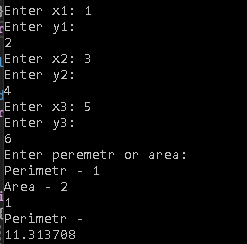 Enter x1: 1
Enter y1:
2
Enter x2: 3
Enter y2:
4
Enter x3: 5
Enter y3:
6
Enter peremetr or area:
Perimetr - 1
Area - 2
1
Perimetr -
11.313708